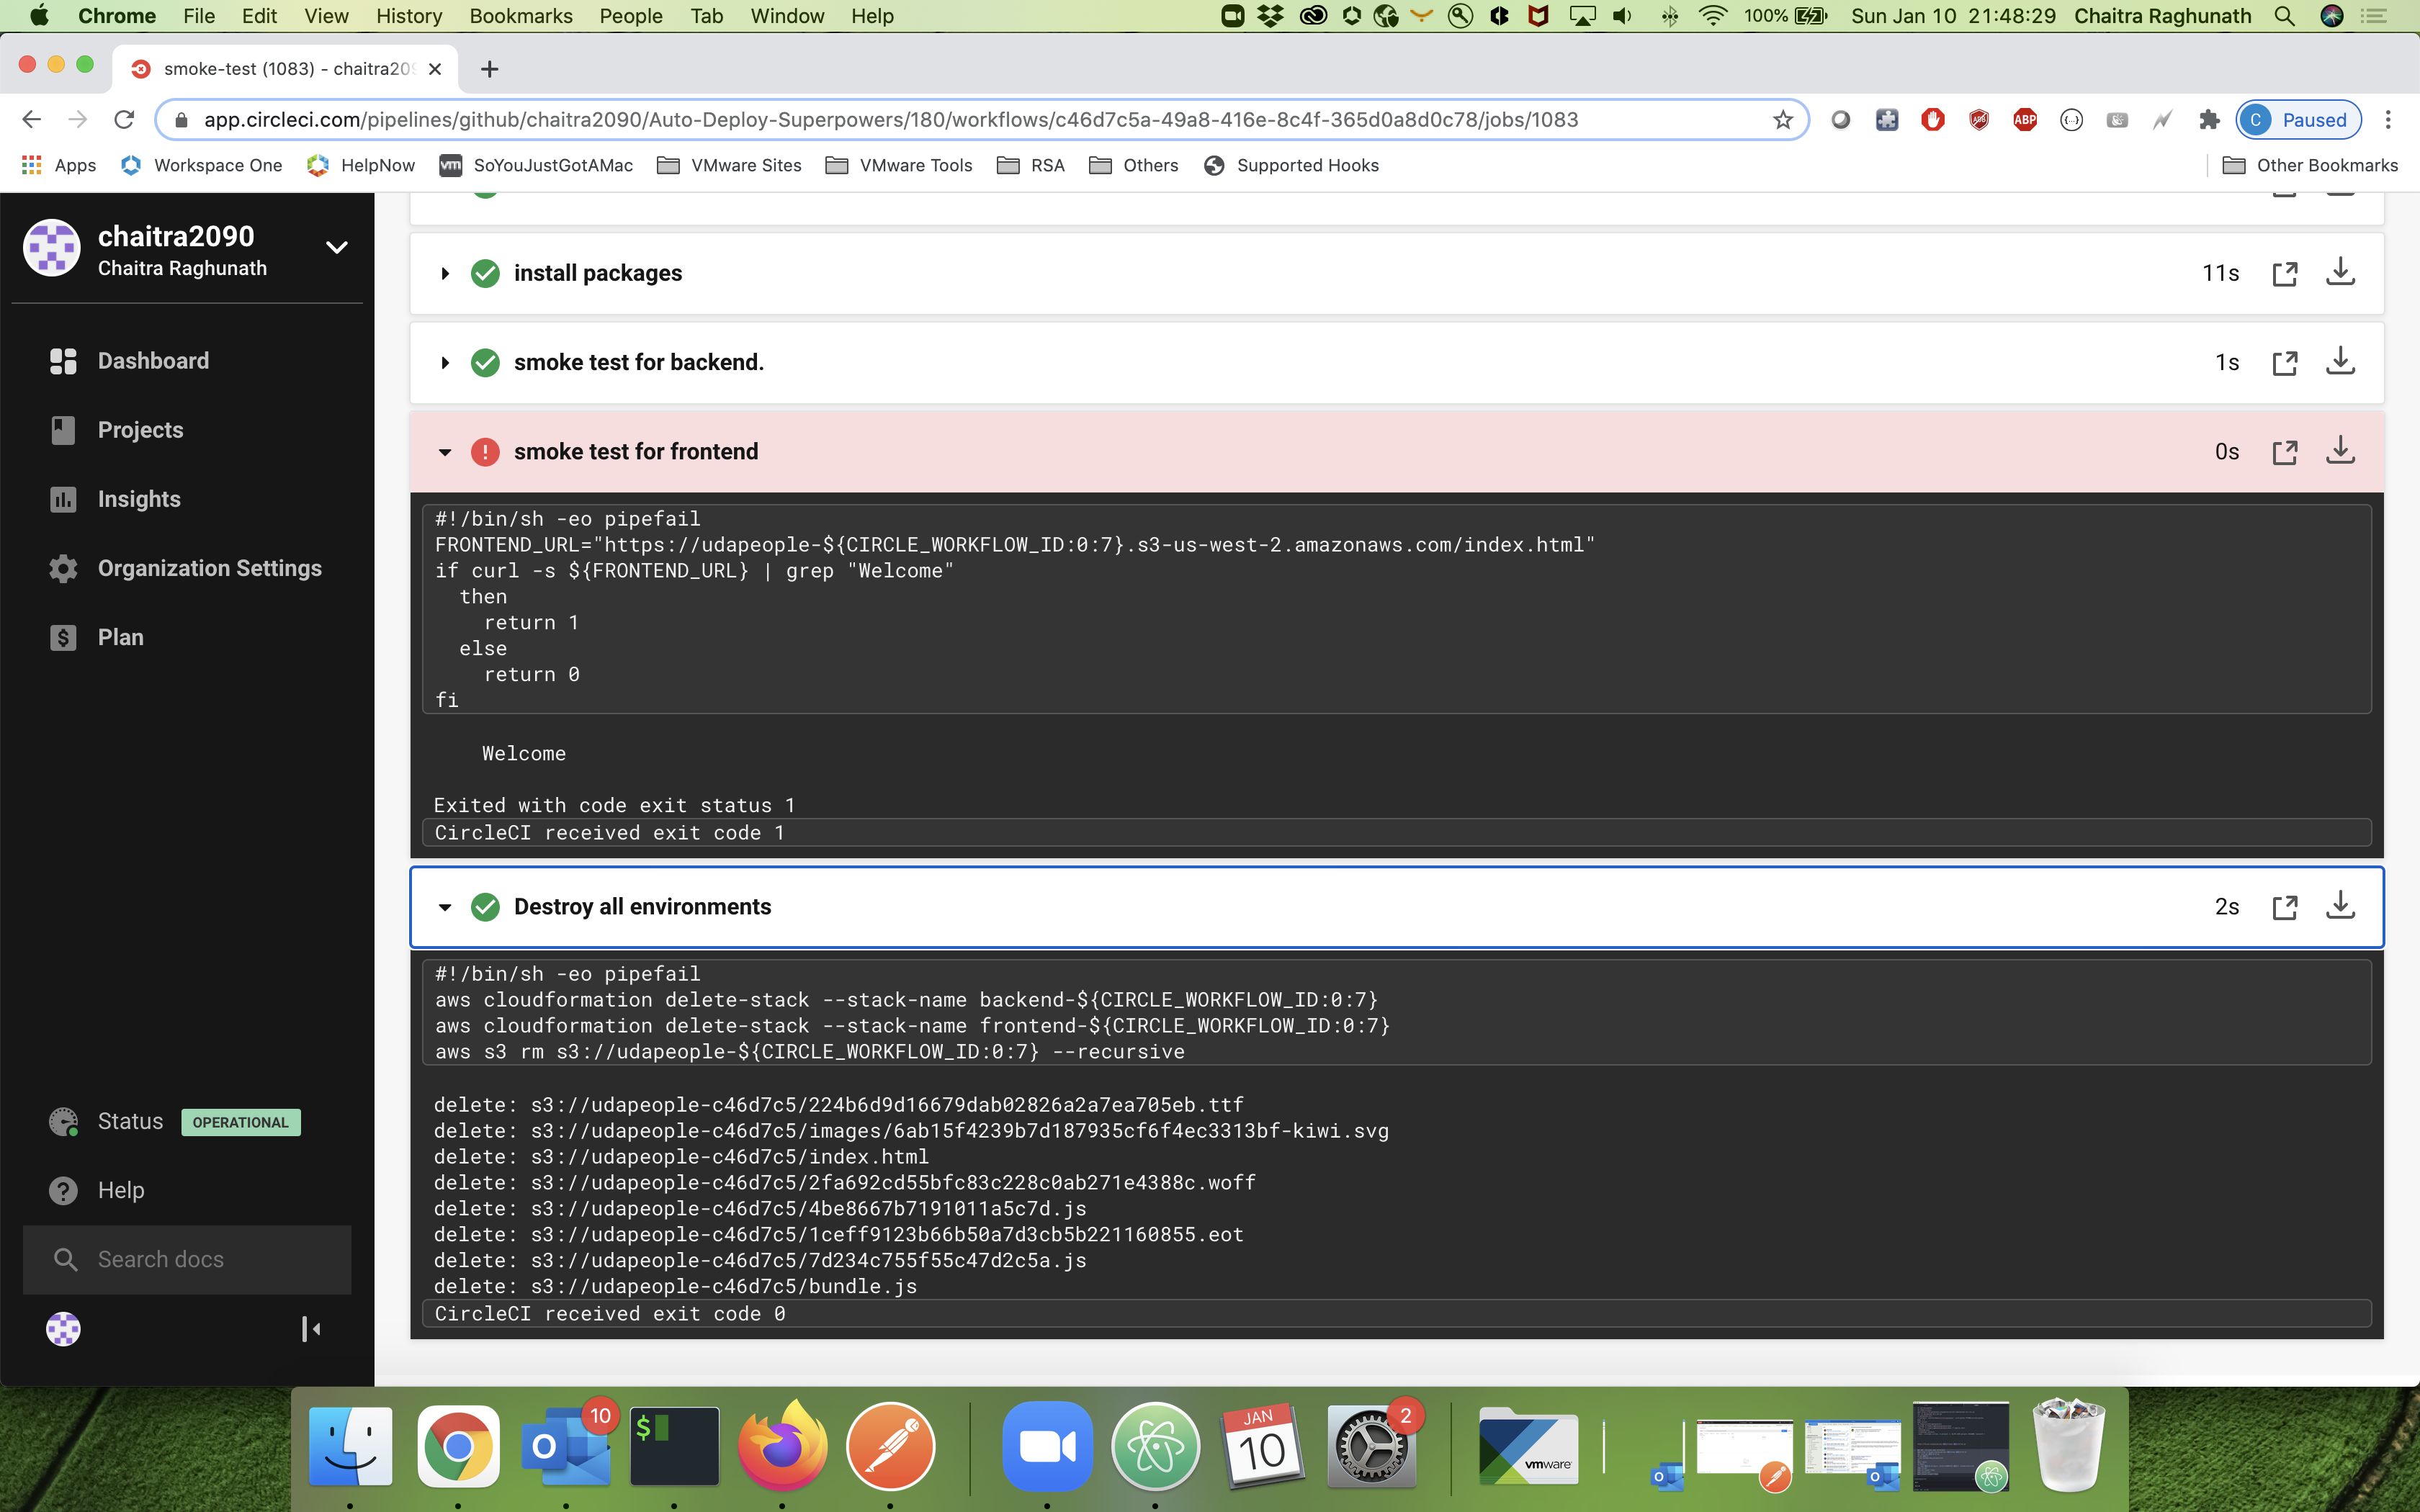 Chrome File Edit View History Bookmarks People Tab Window Help 100% Sun Jan 10 21:48:29 Chaitra Raghunath
smoke-test (1083) - chaitra209
app.circleci.com/pipelines/github/chaitra2090/Auto-Deploy-Superpowers/180/workflows/c46d7c5a-49a8-416e-8c4f-365d0a8d0c78/jobs/1083
ABP
C Paused
Apps Workspace One HelpNow vm SoYouJustGotAMac VMware Sites VMware Tools RSA Others Supported Hooks Other Bookmarks
chaitra2090
Chaitra Raghunath
Dashboard
Projects
Insights
Organization Settings
Plan
Status OPERATIONAL
Help
Search docs
install packages 11s
smoke test for backend. 1s
smoke test for frontend 0s
#!/bin/sh -eo pipefail
FRONTEND_URL="https://udapeople-${CIRCLE_WORKFLOW_ID:0:7}.s3-us-west-2.amazonaws.com/index.html"
if curl -s ${FRONTEND_URL} | grep "Welcome"
then
return 1
else
return 0
fi
Welcome
Exited with code exit status 1
CircleCI received exit code 1
Destroy all environments 2s
#!/bin/sh -eo pipefail
aws cloudformation delete-stack --stack-name backend-${CIRCLE_WORKFLOW_ID:0:7}
aws cloudformation delete-stack --stack-name frontend-${CIRCLE_WORKFLOW_ID:0:7}
aws s3 rm s3://udapeople-${CIRCLE_WORKFLOW_ID:0:7} --recursive
delete: s3://udapeople-c46d7c5/224b6d9d16679dab02826a2a7ea705eb.ttf
delete: s3://udapeople-c46d7c5/images/6ab15f4239b7d187935cf6f4ec3313bf-kiwi.svg
delete: s3://udapeople-c46d7c5/index.html
delete: s3://udapeople-c46d7c5/2fa692cd55bfc83c228c0ab271e4388c.woff
delete: s3://udapeople-c46d7c5/4be8667b7191011a5c7d.js
delete: s3://udapeople-c46d7c5/1ceff9123b66b50a7d3cb5b221160855.eot
delete: s3://udapeople-c46d7c5/7d234c755f55c47d2c5a.js
delete: s3://udapeople-c46d7c5/bundle.js
CircleCI received exit code 0
10
$
JAN
10
2
vmware